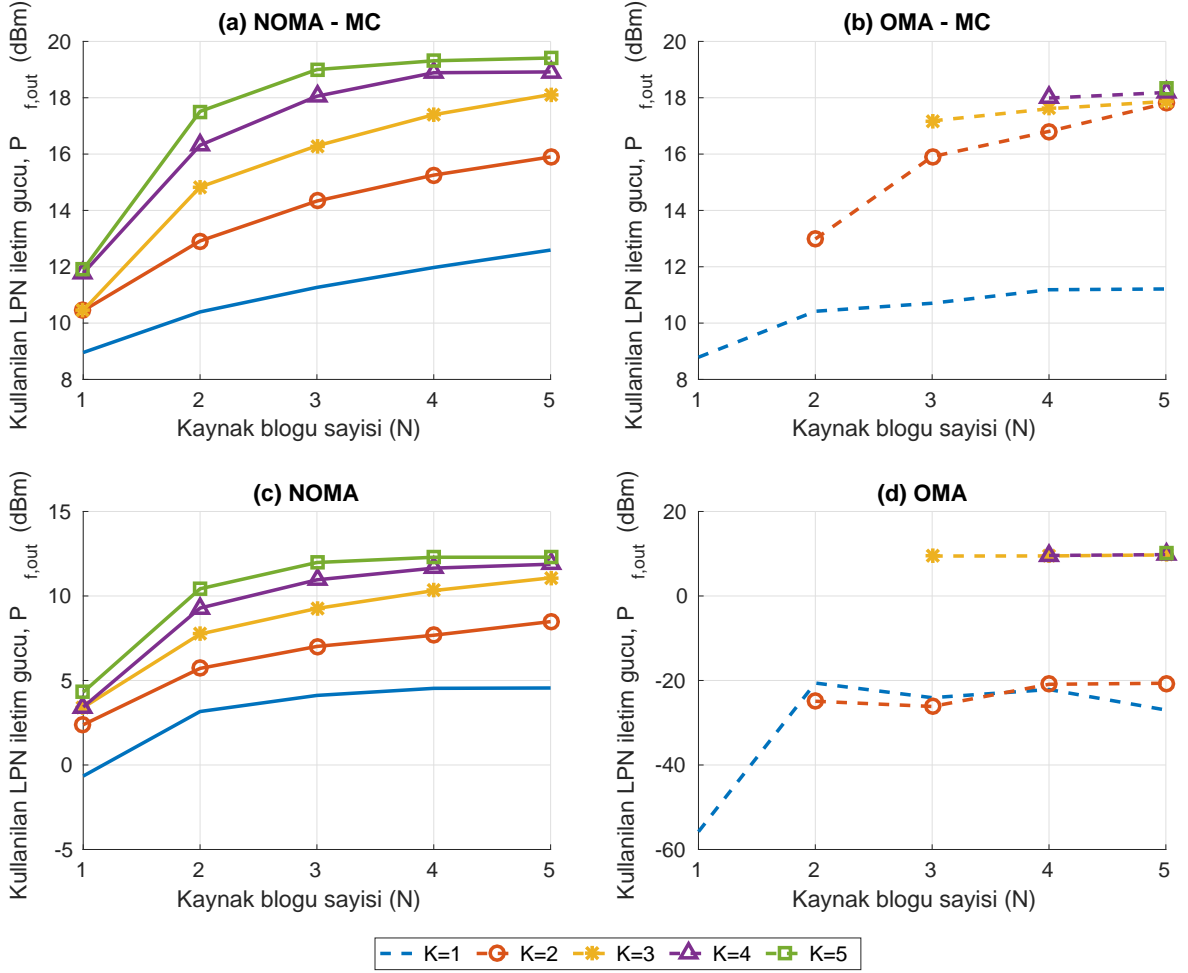 (a) NOMA - MC
Kullanilan LPN iletim gucu, P f,out (dBm)
20
18
16
14
12
10
8
1 2 3 4 5
Kaynak blogu sayisi (N)
(b) OMA - MC
Kullanilan LPN iletim gucu, P f,out (dBm)
20
18
16
14
12
10
8
1 2 3 4 5
Kaynak blogu sayisi (N)
(c) NOMA
Kullanilan LPN iletim gucu, P f,out (dBm)
15
10
5
0
-5
1 2 3 4 5
Kaynak blogu sayisi (N)
(d) OMA
Kullanilan LPN iletim gucu, P f,out (dBm)
20
0
-20
-40
-60
1 2 3 4 5
Kaynak blogu sayisi (N)
K=1 K=2 K=3 K=4 K=5